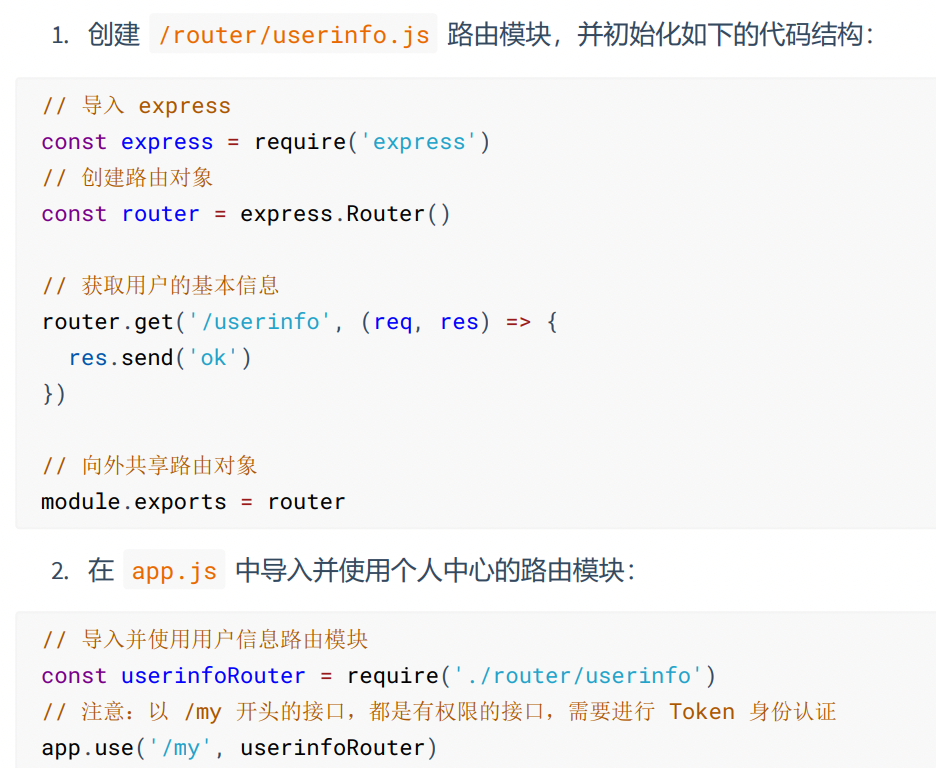 1. 创建 /router/userinfo.js 路由模块，并初始化如下的代码结构：
// 导入 express
const express = require('express')
// 创建路由对象
const router = express.Router()
// 获取用户的基本信息
router.get('/userinfo', (req, res) => {
  res.send('ok')
})
// 向外共享路由对象
module.exports = router
2. 在 app.js 中导入并使用个人中心的路由模块：
// 导入并使用用户信息路由模块
const userinfoRouter = require('./router/userinfo')
// 注意：以 /my 开头的接口，都是有权限的接口，需要进行 Token 身份认证
app.use('/my', userinfoRouter)